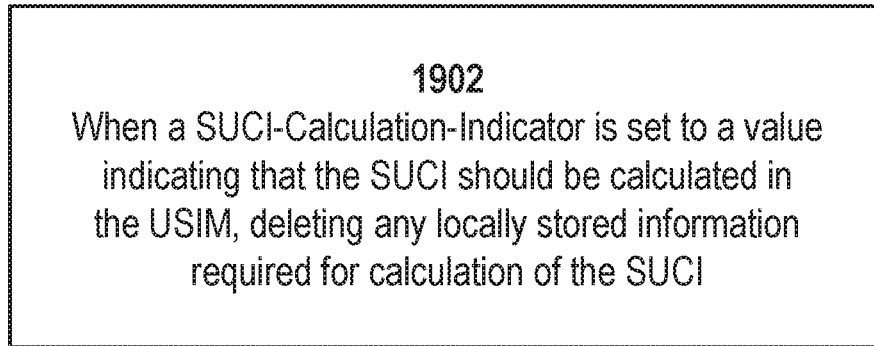 1902
When a SUCI-Calculation-Indicator is set to a value
indicating that the SUCI should be calculated in
the USIM, deleting any locally stored information
required for calculation of the SUCI